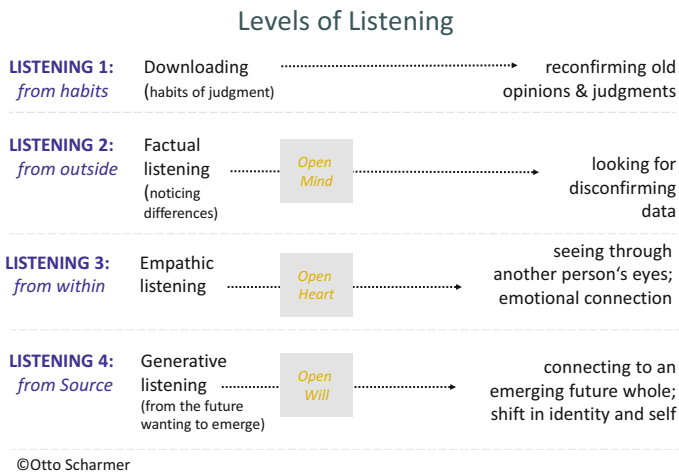 Levels of Listening
LISTENING 1:
from habits
Downloading
(habits of judgment)
reconfirming old
opinions & judgments
LISTENING 2:
from outside
Factual
listening
(noticing
differences)
Open
Mind
looking for
disconfirming
data
LISTENING 3:
from within
Empathic
listening
Open
Heart
seeing through
another person‘s eyes;
emotional connection
LISTENING 4:
from Source
Generative
listening
(from the future
wanting to emerge)
Open
Will
connecting to an
emerging future whole;
shift in identity and self
©Otto Scharmer